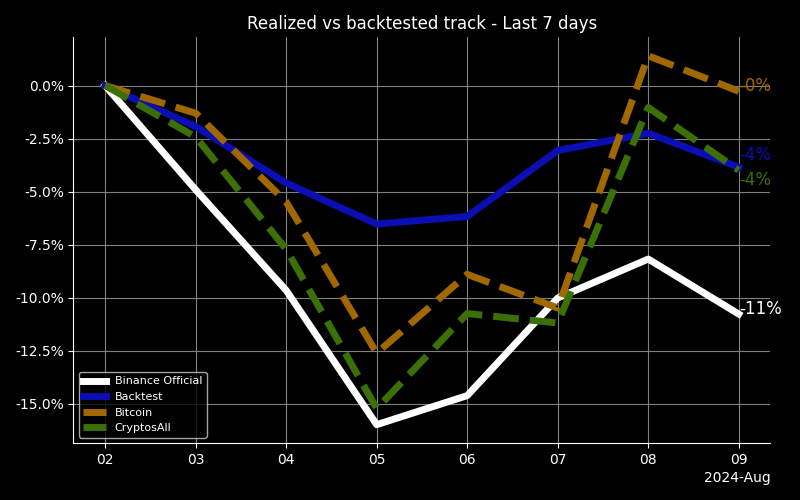 Realized vs backtested track - Last 7 days
0.0%
-2.5%
-5.0%
-7.5%
-10.0%
-12.5%
-15.0%
-0%
-4%
-4%
-11%
Binance Official
Backtest
Bitcoin
CryptosAll
02 03 04 05 06 07 08 09
2024-Aug